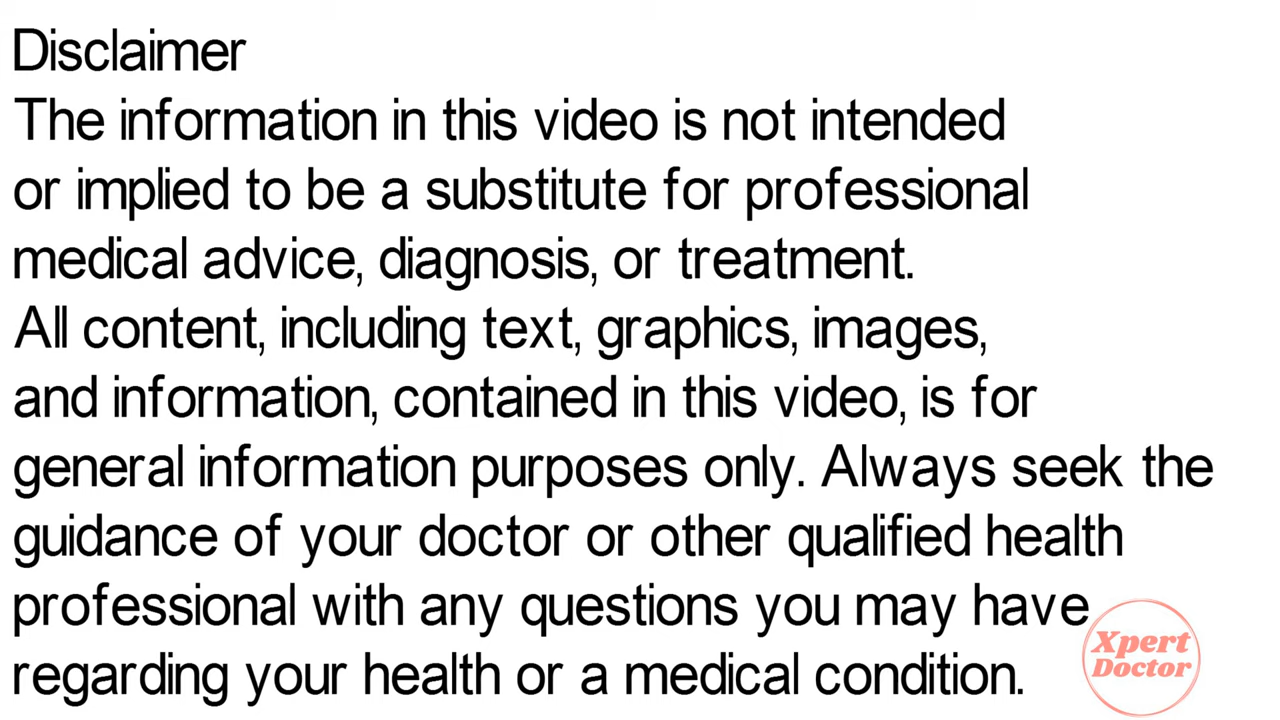 Disclaimer
The information in this video is not intended
or implied to be a substitute for professional
medical advice, diagnosis, or treatment.
All content, including text, graphics, images,
and information, contained in this video, is for
general information purposes only. Always seek the
guidance of your doctor or other qualified health
professional with any questions you may have
regarding your health or a medical condition.
Xpert
Doctor